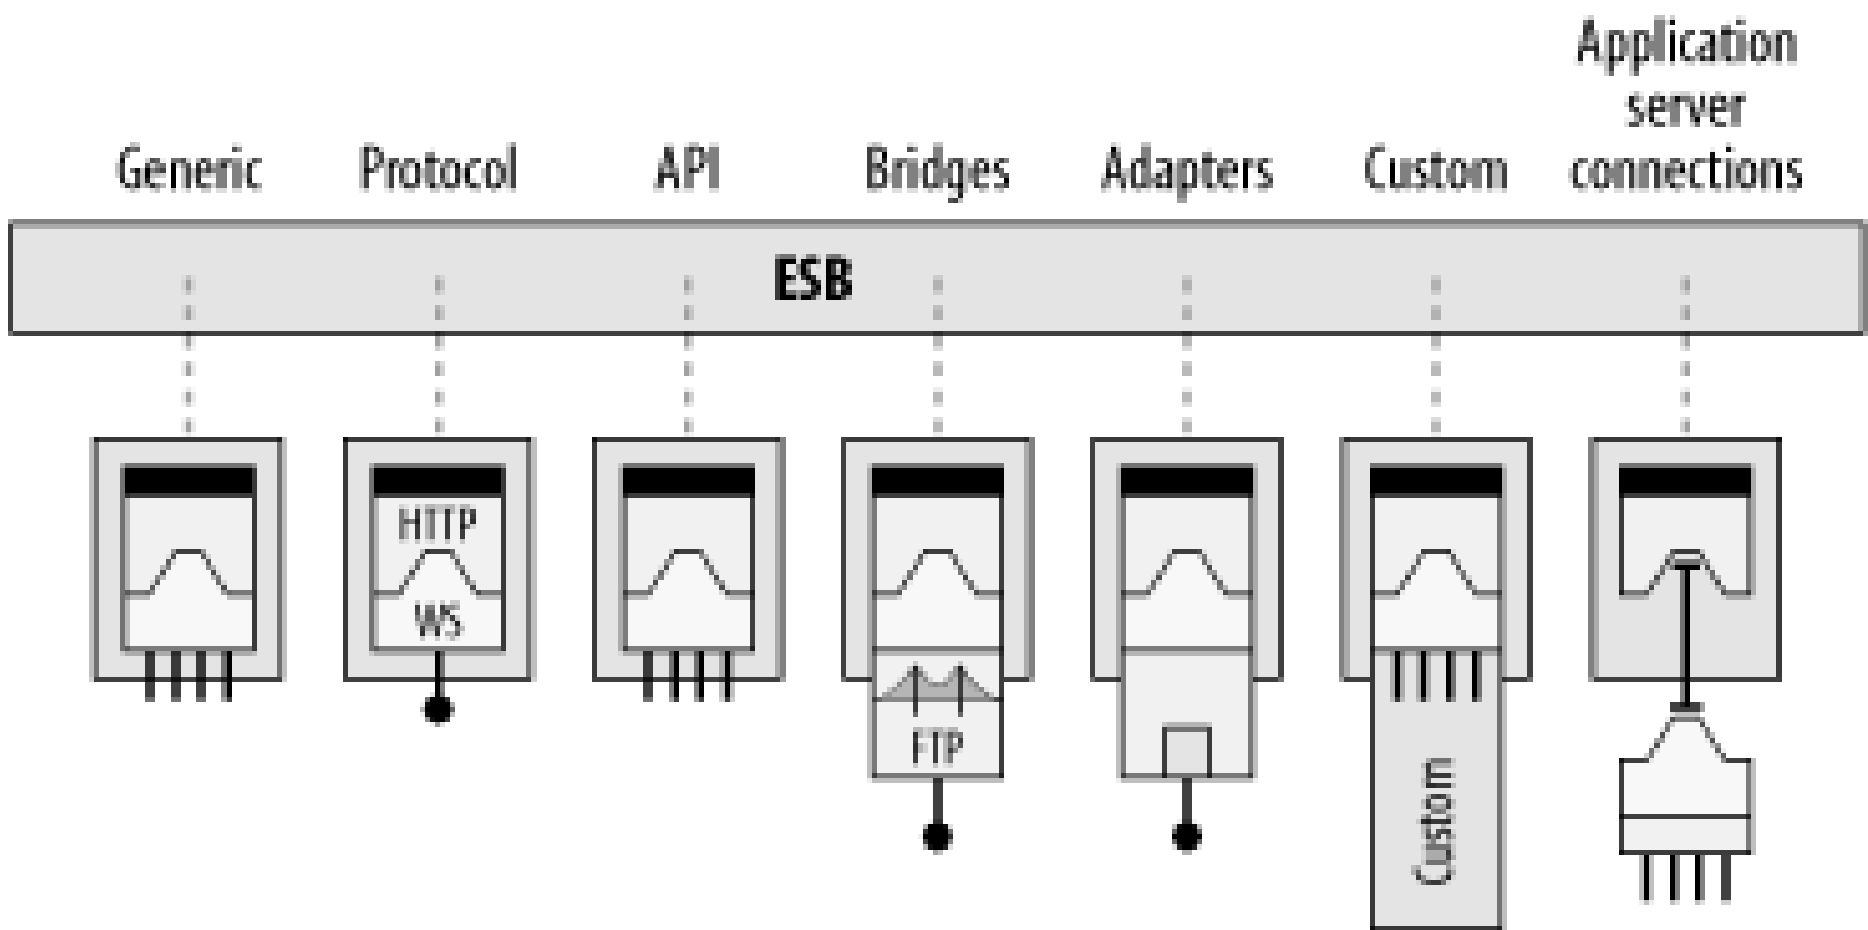 Application
server
connections
Generic
Protocol
API
Bridges
Adapters
Custom
ESB
HTTP
WS
FTP
Custom